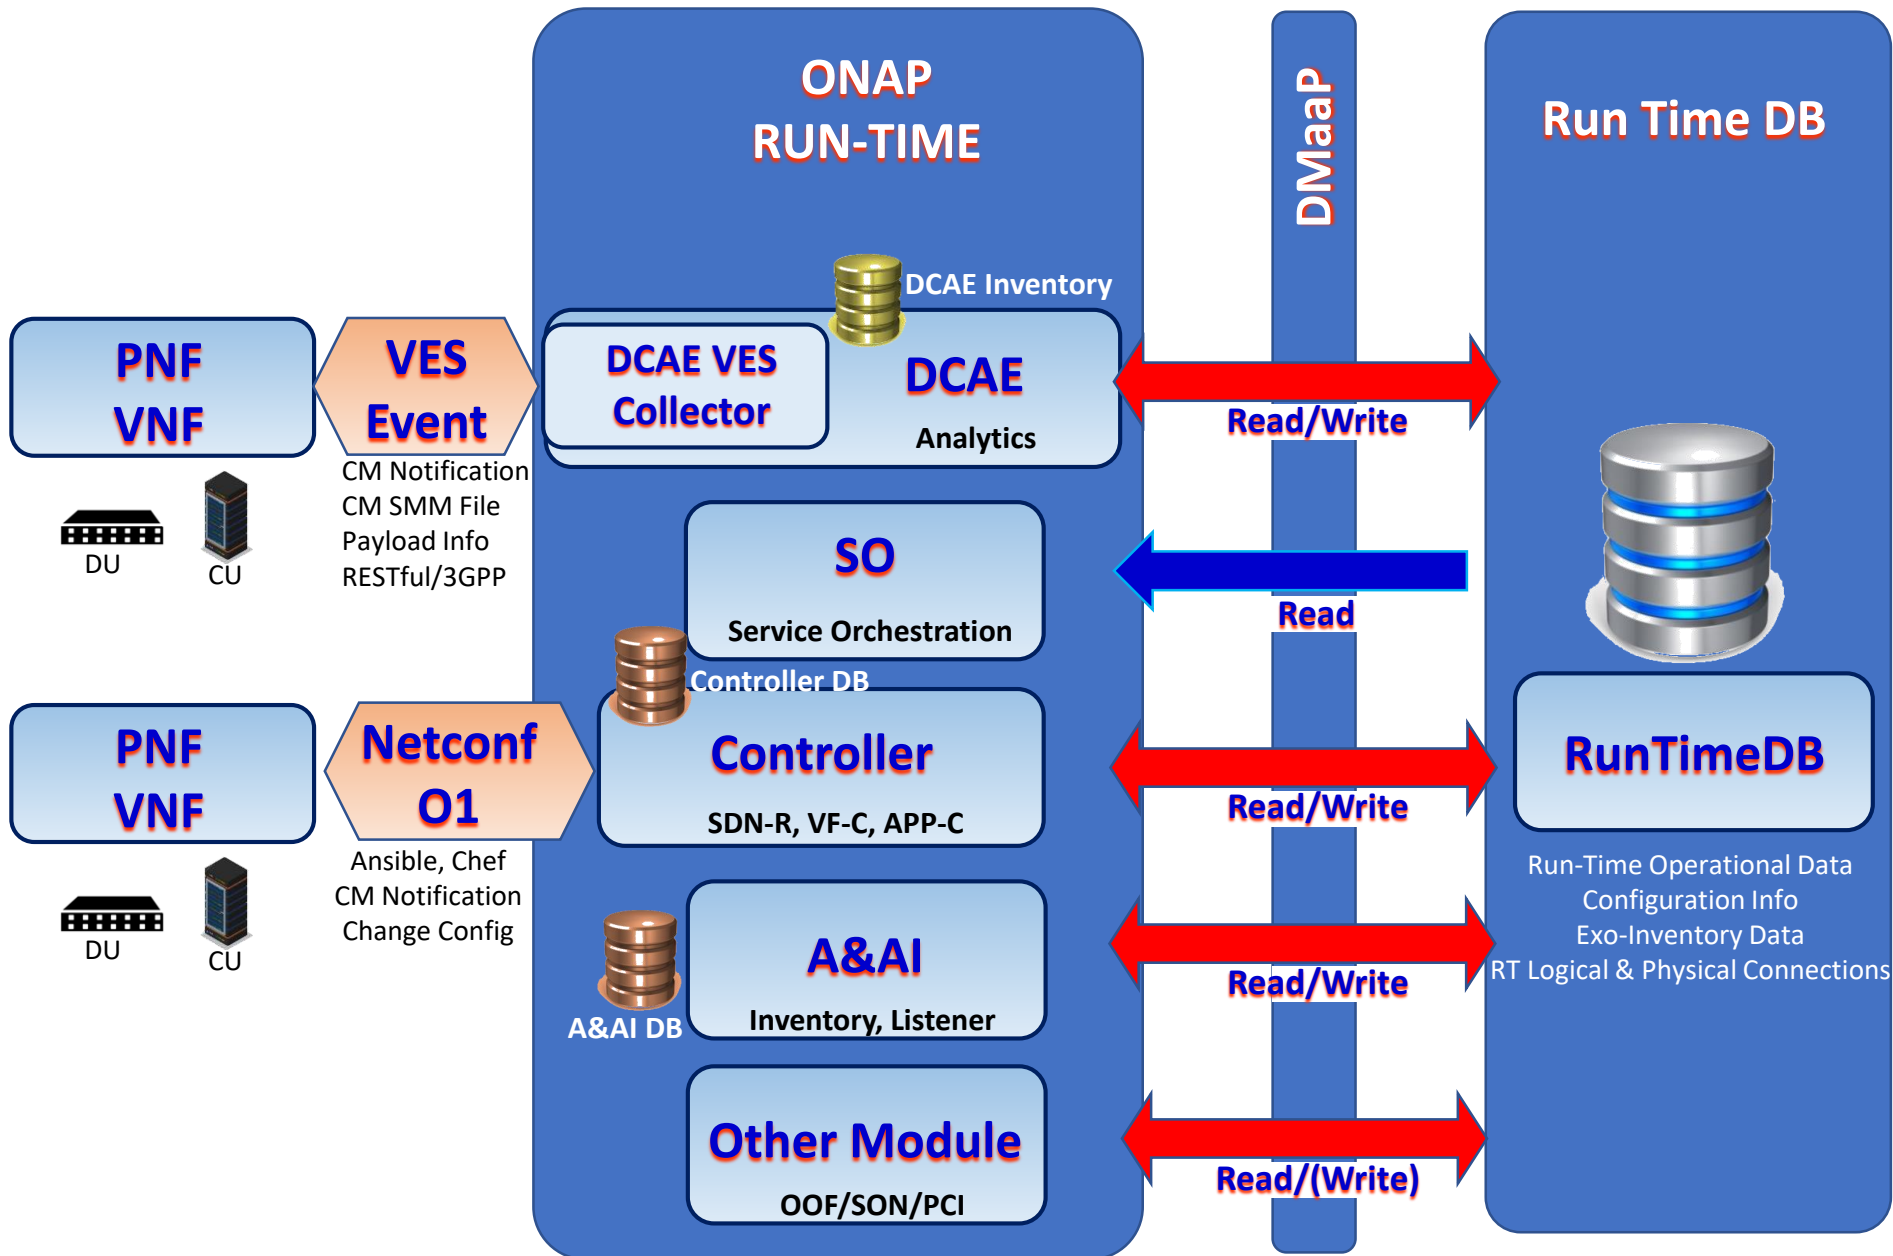 ONAP
RUN-TIME
DMaaP
Run Time DB
DCAE Inventory
PNF
VNF
VES
Event
DCAE VES
Collector
DCAE
Analytics
Read/Write
CM Notification
CM SMM File
Payload Info
RESTful/3GPP
DU
CU
SO
Service Orchestration
Read
Controller DB
PNF
VNF
Netconf
O1
Controller
SDN-R, VF-C, APP-C
Read/Write
RunTimeDB
Ansible, Chef
CM Notification
Change Config
DU
CU
Run-Time Operational Data
Configuration Info
Exo-Inventory Data
RT Logical & Physical Connections
A&AI
Inventory, Listener
A&AI DB
Read/Write
Other Module
OOF/SON/PCI
Read/(Write)